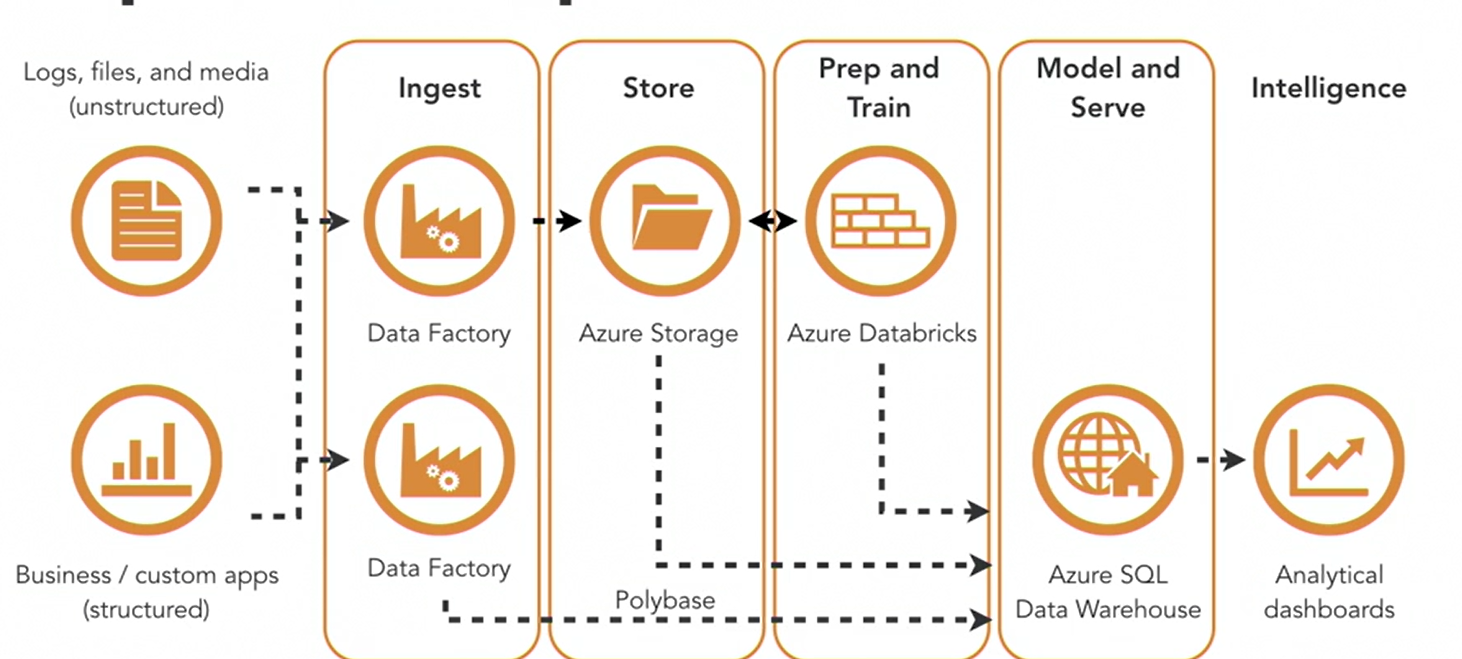 Logs, files, and media
(unstructured)
Ingest
Store
Prep and
Train
Model and
Serve
Intelligence
Data Factory
Azure Storage
Azure Databricks
Business / custom apps
(structured)
Data Factory
Polybase
Azure SQL
Data Warehouse
Analytical
dashboards